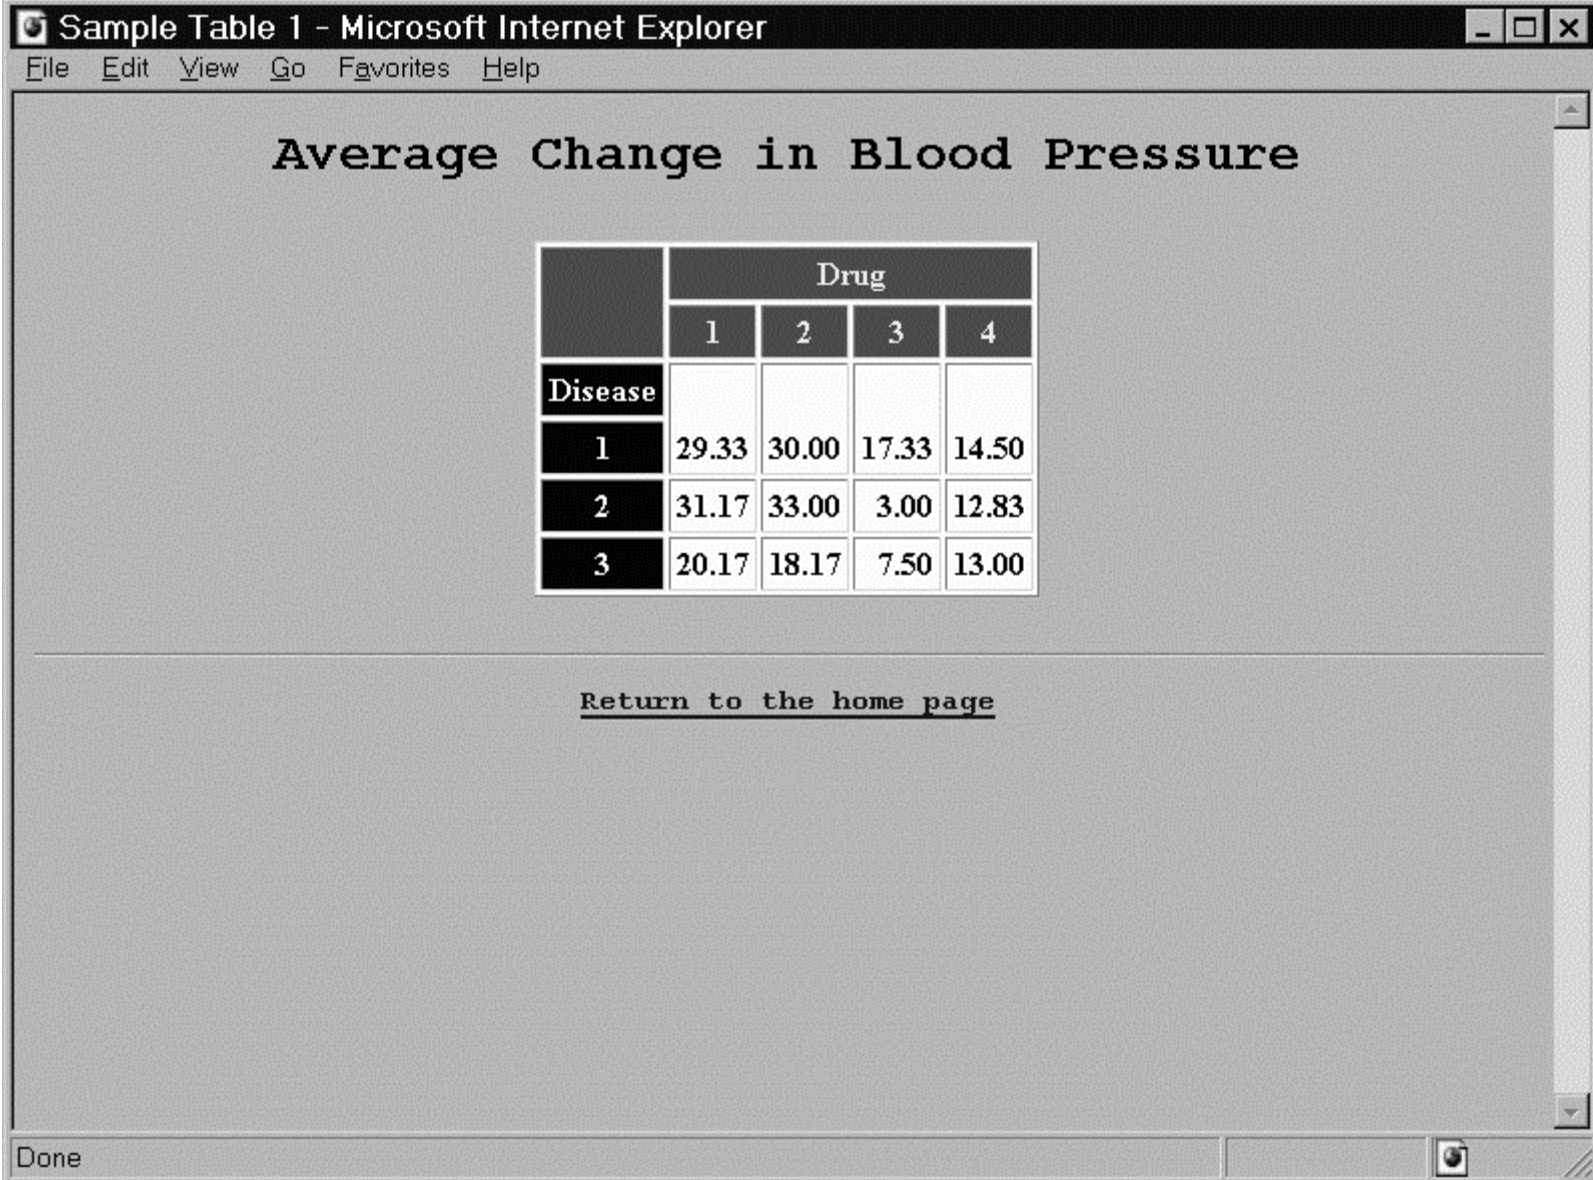 Sample Table 1 - Microsoft Internet Explorer
File Edit View Go Favorites Help
Average Change in Blood Pressure
Drug
1 2 3 4
Disease
1 29.33 30.00 17.33 14.50
2 31.17 33.00 3.00 12.83
3 20.17 18.17 7.50 13.00
Return to the home page
Done